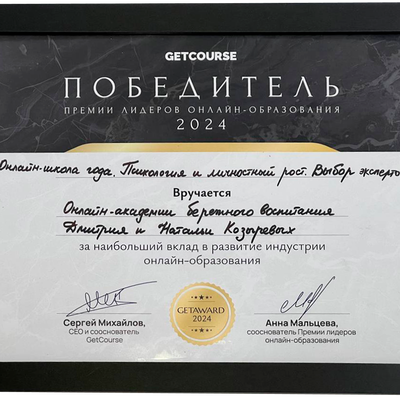 GETCOURSE
ПОБЕДИТЕЛЬ
ПРЕМИИ ЛИДЕРОВ ОНЛАЙН-ОБРАЗОВАНИЯ
2024
Онлайн-школа года. Психология и личностный рост. Выбор эксперто
Вручается
Онлайн-академии бережного воспитания
Дмитрия и Натальи Козыревых
за наибольший вклад в развитие индустрии
онлайн-образования
GETAWARD
2024
Сергей Михайлов,
CEO и сооснователь
GetCourse
Анна Мальцева,
сооснователь Премии лидеров
онлайн-образования